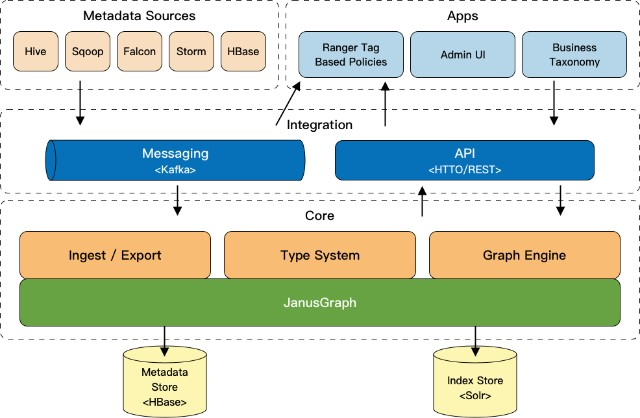 Metadata Sources
Apps
Hive
Sqoop
Falcon
Storm
HBase
Ranger Tag
Based Policies
Admin UI
Business
Taxonomy
Integration
Messaging
<Kafka>
API
<HTTO/REST>
Core
Ingest / Export
Type System
Graph Engine
JanusGraph
Metadata
Store
<HBase>
Index Store
<Solr>